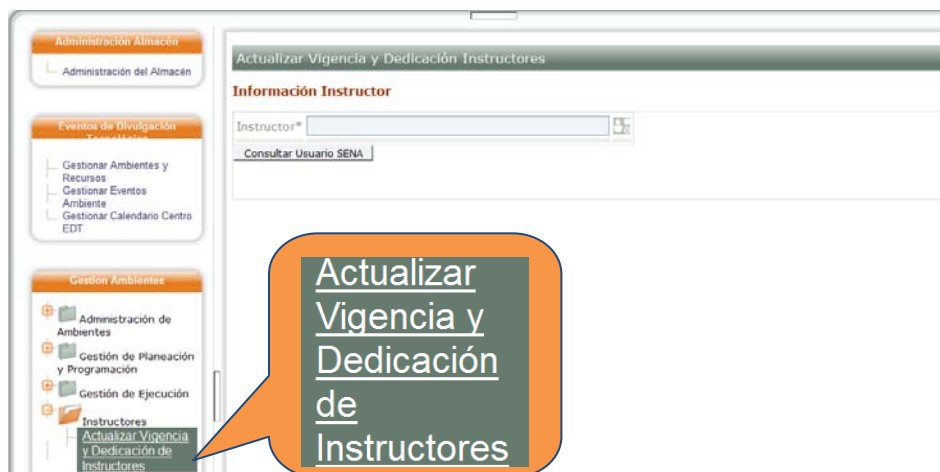 Administración Almacén
Administración del Almacén
Eventos de Divulgación
Tecnológica
Gestionar Ambientes y
Recursos
Gestionar Eventos
Ambiente
Gestionar Calendario Centro
EDT
Gestion Ambientes
Administración de
Ambientes
Gestión de Planeación
y Programación
Gestión de Ejecución
Instructores
Actualizar Vigencia
y Dedicación de
Instructores
Actualizar Vigencia y Dedicación Instructores
Información Instructor
Instructor*
Consultar Usuario SENA
Actualizar
Vigencia y
Dedicación
de
Instructores